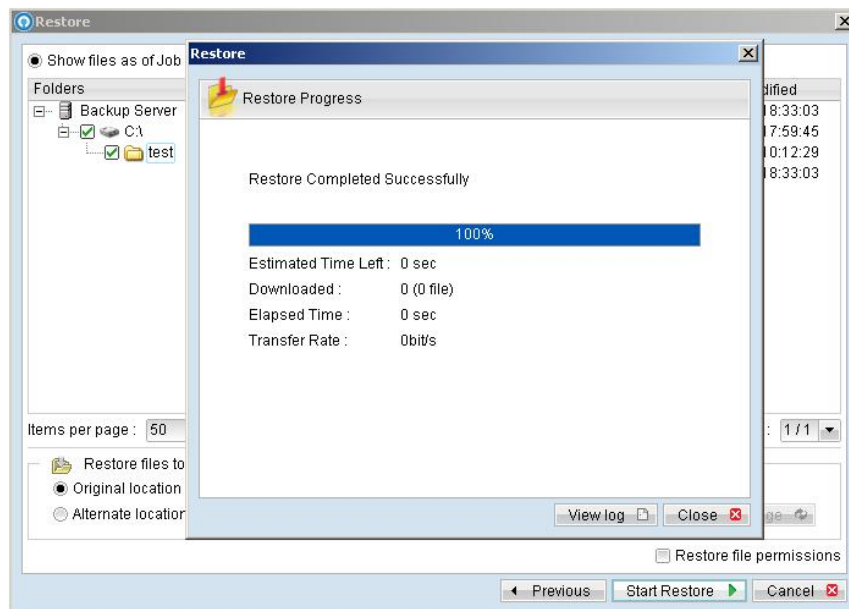 Restore
Show files as of Job
Folders
Backup Server
C:\
test
Restore
Restore Progress
Restore Completed Successfully
100%
Estimated Time Left : 0 sec
Downloaded : 0 (0 file)
Elapsed Time : 0 sec
Transfer Rate : 0bit/s
View log
Close
18:33:03
17:59:45
10:12:29
18:33:03
Items per page : 50
: 1 / 1
Restore files to
Original location
Alternate location
Restore file permissions
Previous
Start Restore
Cancel